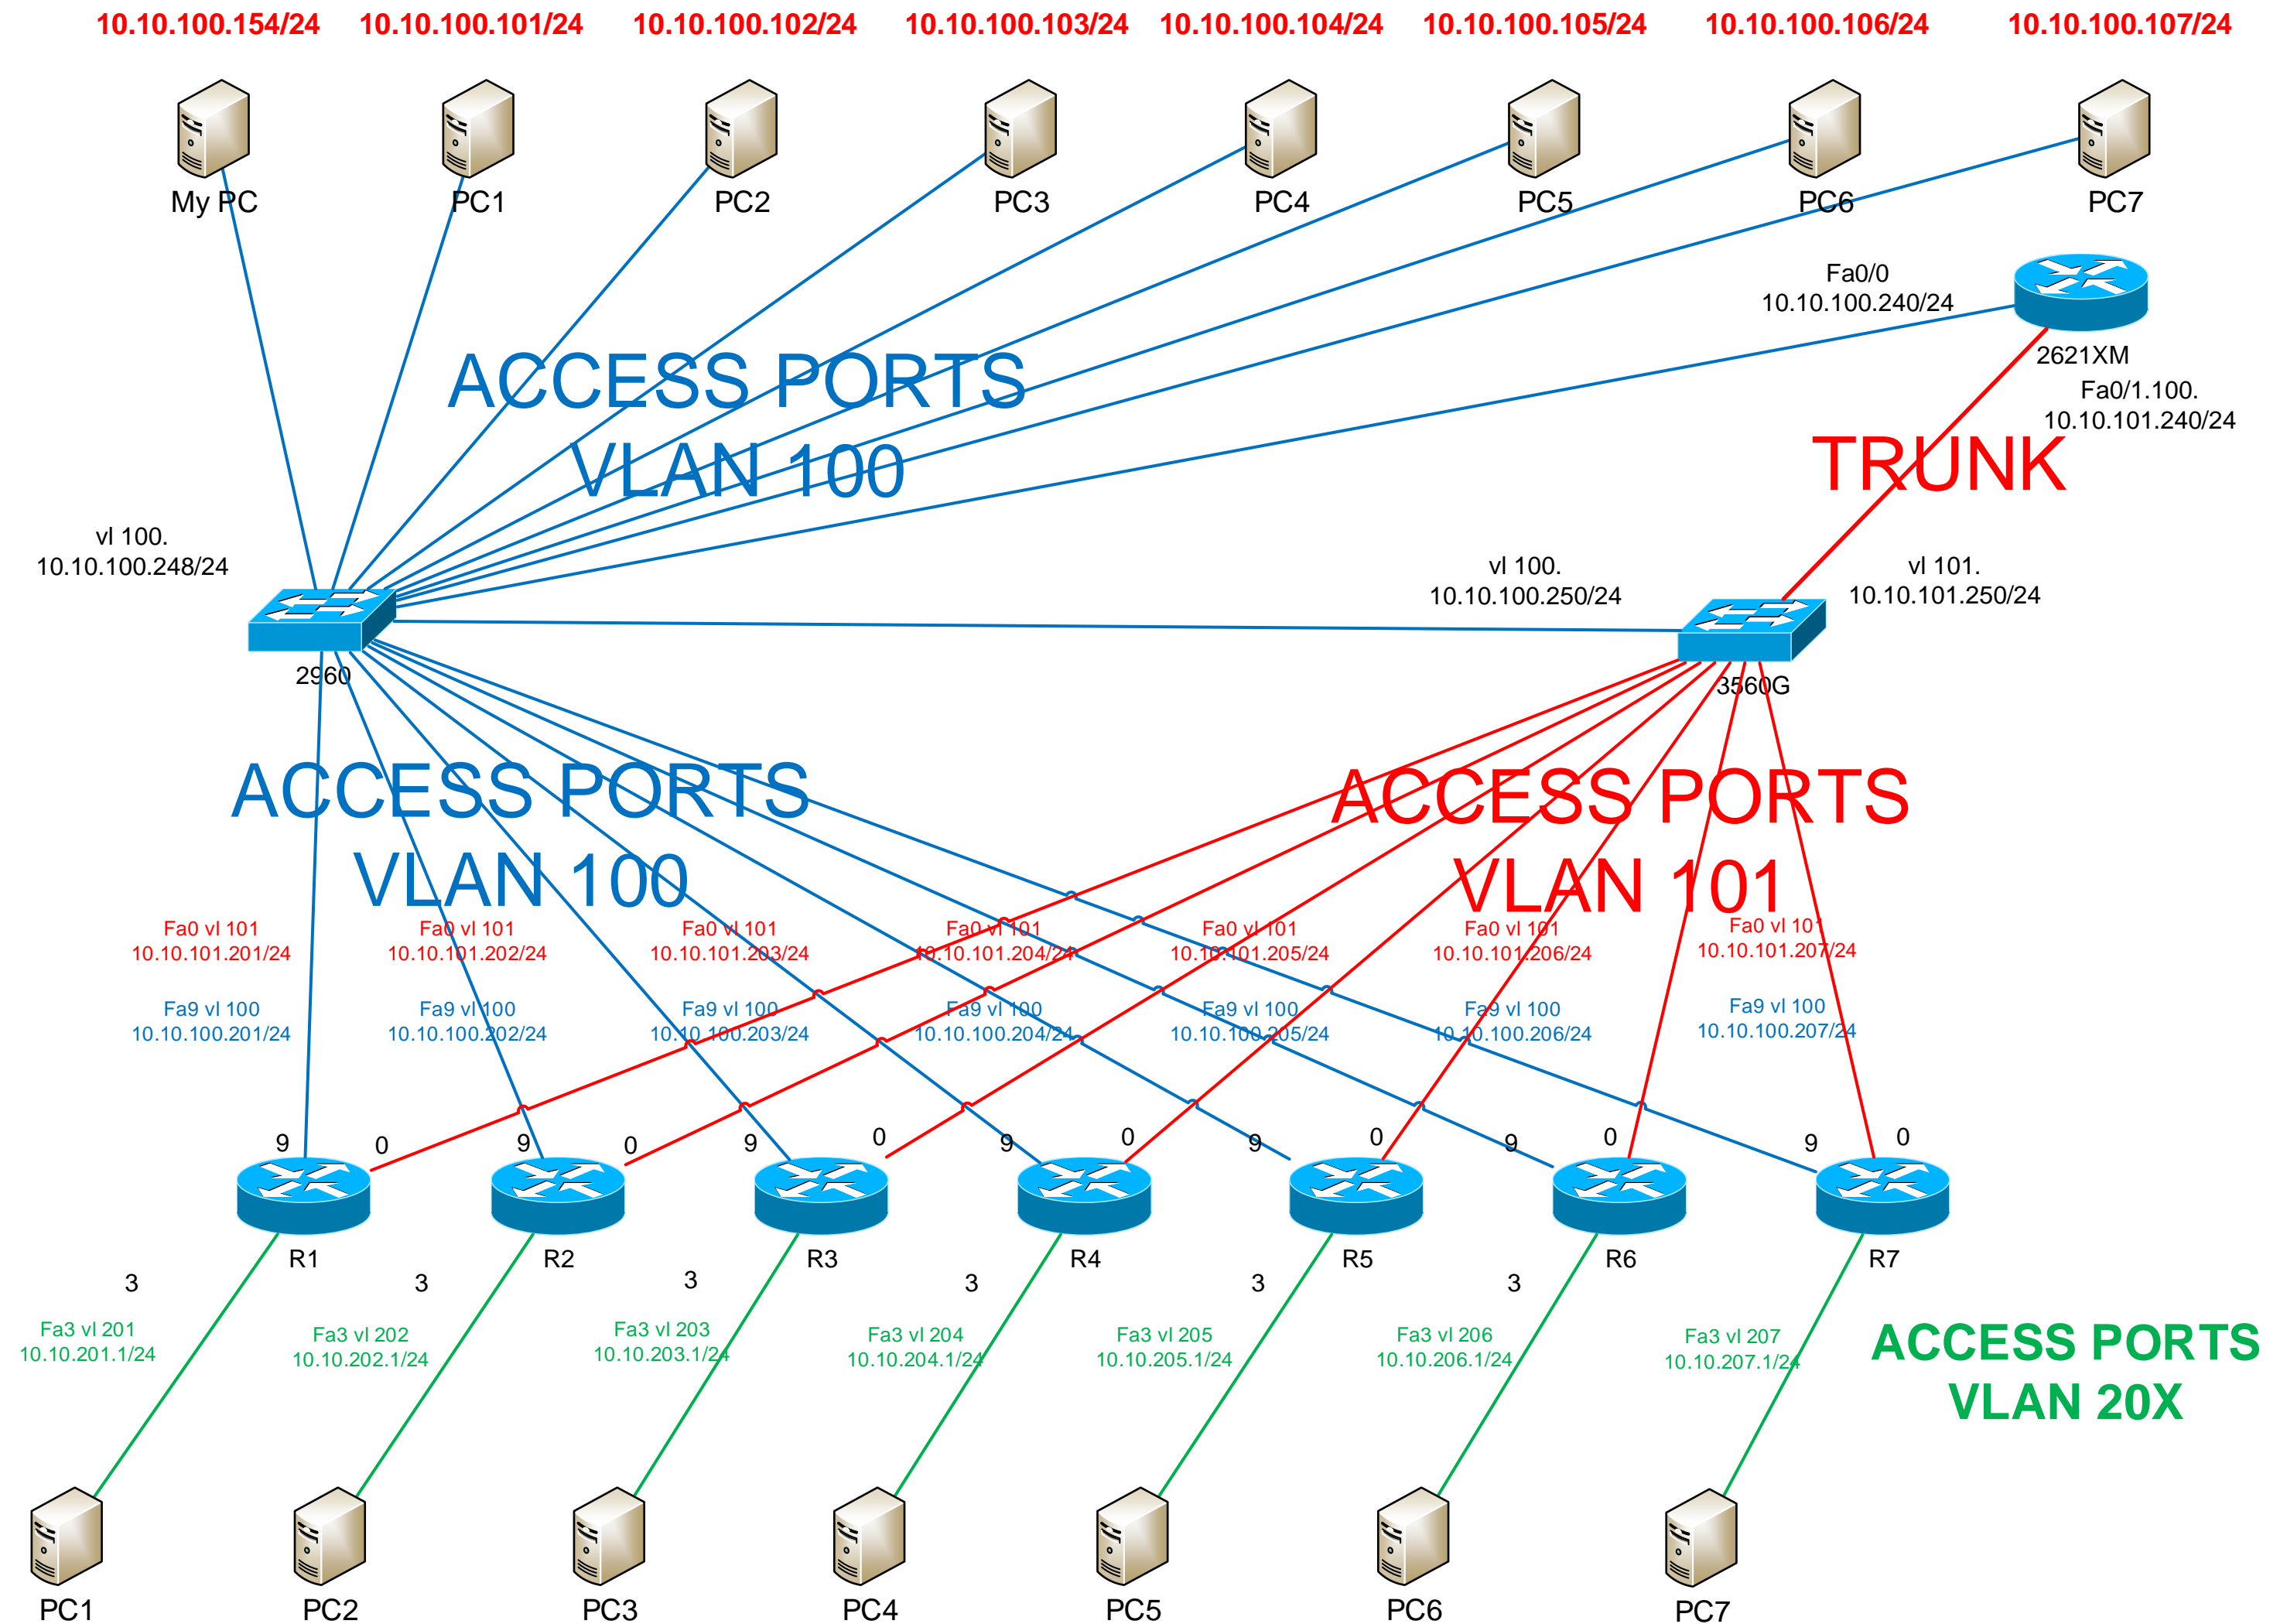 10.10.100.154/24
10.10.100.101/24
10.10.100.102/24
10.10.100.103/24
10.10.100.104/24
10.10.100.105/24
10.10.100.106/24
10.10.100.107/24
My PC
PC1
PC2
PC3
PC4
PC5
PC6
PC7
Fa0/0
10.10.100.240/24
2621XM
Fa0/1.100.
10.10.101.240/24
ACCESS PORTS
VLAN 100
TRUNK
vl 100.
10.10.100.248/24
vl 100.
10.10.100.250/24
vl 101.
10.10.101.250/24
2960
3560G
ACCESS PORTS
VLAN 100
ACCESS PORTS
VLAN 101
Fa0 vl 101
10.10.101.201/24
Fa0 vl 101
10.10.101.202/24
Fa0 vl 101
10.10.101.203/24
Fa0 vl 101
10.10.101.204/24
Fa0 vl 101
10.10.101.205/24
Fa0 vl 101
10.10.101.206/24
Fa0 vl 101
10.10.101.207/24
Fa9 vl 100
10.10.100.201/24
Fa9 vl 100
10.10.100.202/24
Fa9 vl 100
10.10.100.203/24
Fa9 vl 100
10.10.100.204/24
Fa9 vl 100
10.10.100.205/24
Fa9 vl 100
10.10.100.206/24
Fa9 vl 100
10.10.100.207/24
9
0
9
0
9
0
9
0
9
0
9
0
9
0
R1
R2
R3
R4
R5
R6
R7
3
3
3
3
3
3
Fa3 vl 201
10.10.201.1/24
Fa3 vl 202
10.10.202.1/24
Fa3 vl 203
10.10.203.1/24
Fa3 vl 204
10.10.204.1/24
Fa3 vl 205
10.10.205.1/24
Fa3 vl 206
10.10.206.1/24
Fa3 vl 207
10.10.207.1/24
ACCESS PORTS
VLAN 20X
PC1
PC2
PC3
PC4
PC5
PC6
PC7